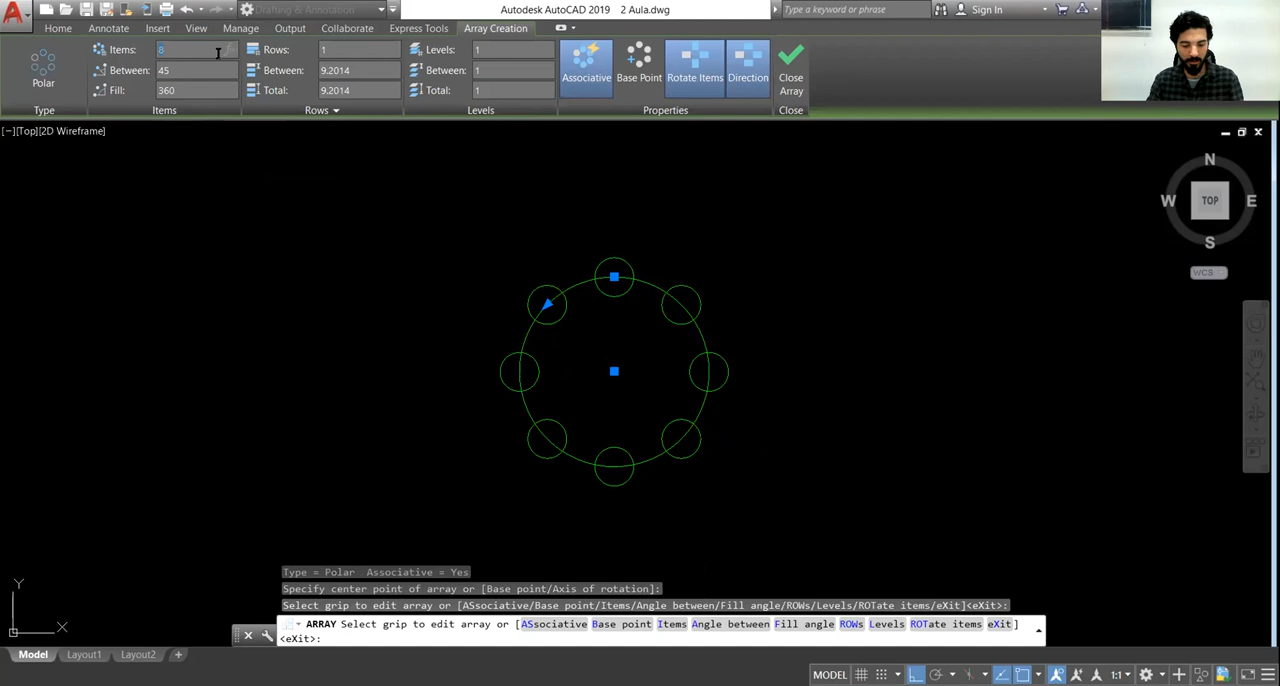 Drafting & Annotation
Autodesk AutoCAD 2019 2 Aula.dwg
Type a keyword or phrase
Sign In
Home Annotate Insert View Manage Output Collaborate Express Tools Array Creation
Polar
Items: 8
Between: 45
Fill: 360
Rows: 1
Between: 9.2014
Total: 9.2014
Levels: 1
Between: 1
Total: 1
Associative
Base Point
Rotate Items
Direction
Close
Array
Type Items Rows Levels Properties Close
[−][Top][2D Wireframe]
N
W TOP E
S
WCS
Type = Polar Associative = Yes
Specify center point of array or [Base point/Axis of rotation]:
Select grip to edit array or [ASsociative/Base point/Items/Angle between/Fill angle/ROWs/Levels/ROTate items/eXit]<eXit>:
ARRAY Select grip to edit array or [ASsociative Base point Items Angle between Fill angle ROWs Levels ROTate items eXit]
<eXit>:
Y
X
Model Layout1 Layout2 +
MODEL 1:1